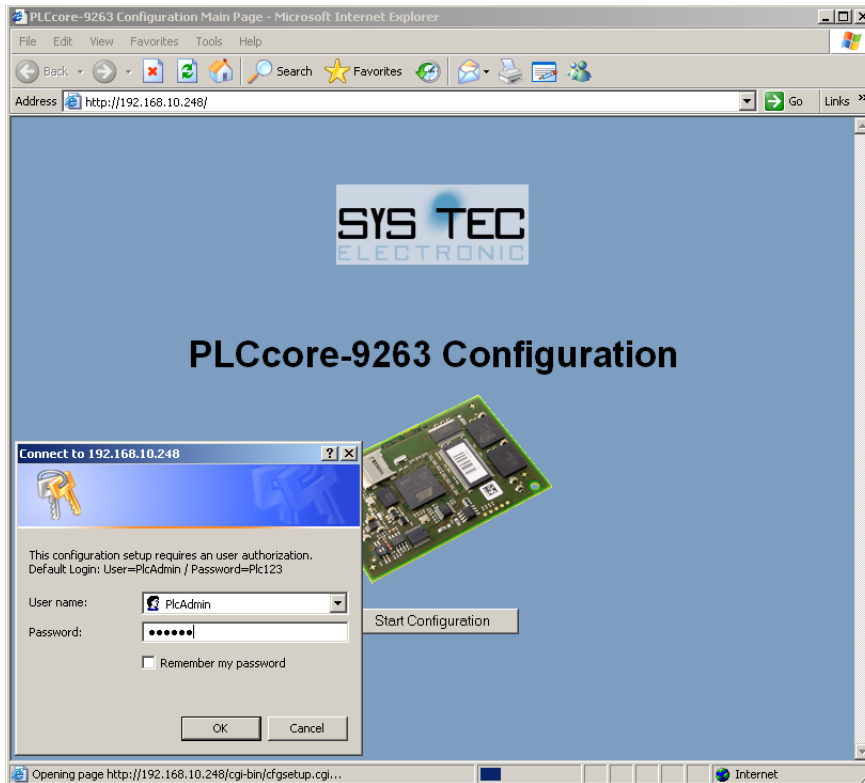 PLCcore-9263 Configuration Main Page - Microsoft Internet Explorer
File Edit View Favorites Tools Help
Back Search Favorites
Address http://192.168.10.248/ Go Links »
SYS TEC
ELECTRONIC
PLCcore-9263 Configuration
Connect to 192.168.10.248
This configuration setup requires an user authorization.
Default Login: User=PlcAdmin / Password=Plc123
User name: PlcAdmin
Password: ●●●●●●
Remember my password
OK Cancel
Start Configuration
Opening page http://192.168.10.248/cgi-bin/cfgsetup.cgi... Internet